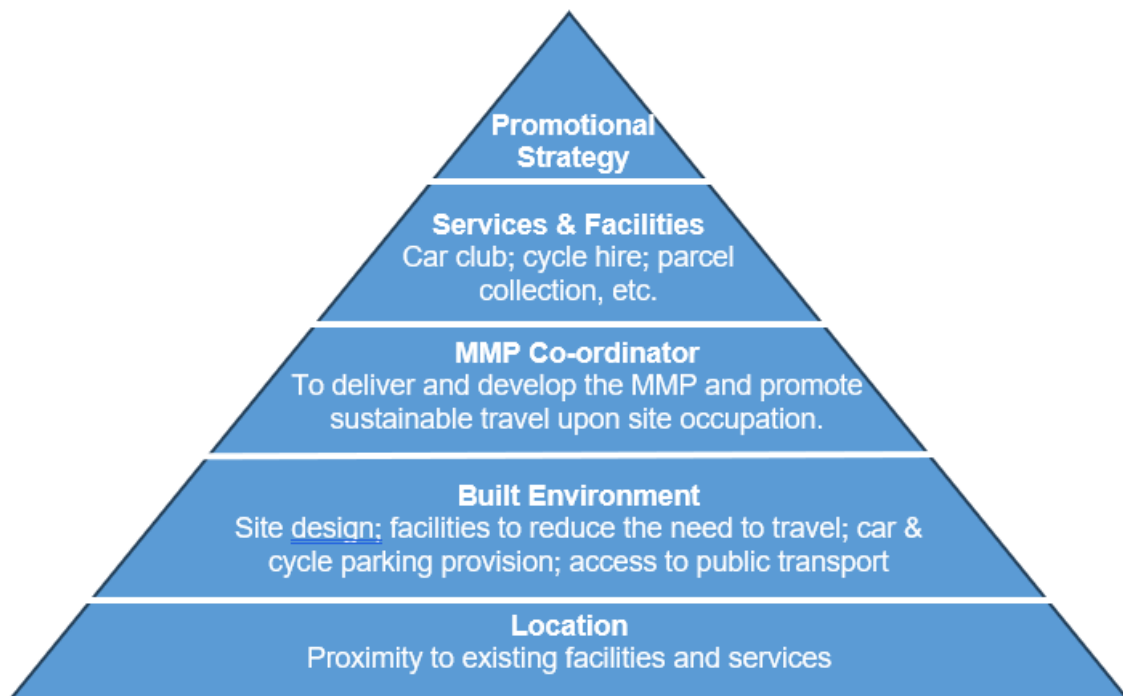 Promotional
Strategy
Services & Facilities
Car club; cycle hire; parcel
collection, etc.
MMP Co-ordinator
To deliver and develop the MMP and promote
sustainable travel upon site occupation.
Built Environment
Site design; facilities to reduce the need to travel; car &
cycle parking provision; access to public transport
Location
Proximity to existing facilities and services